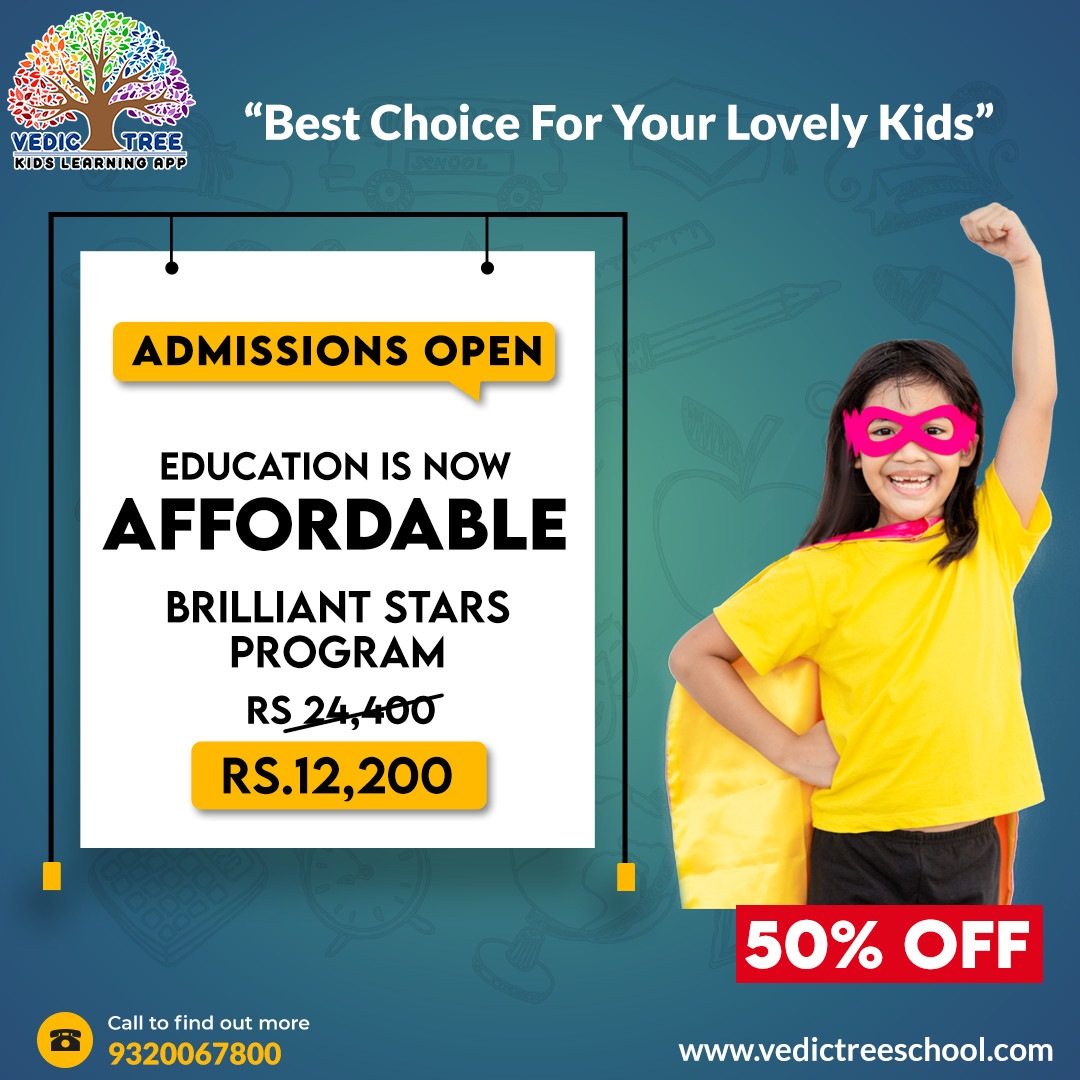 VEDIC TREE
KIDS LEARNING APP
“Best Choice For Your Lovely Kids”
SCHOOL
ADMISSIONS OPEN
EDUCATION IS NOW
AFFORDABLE
BRILLIANT STARS
PROGRAM
RS 24,400
RS.12,200
50% OFF
Call to find out more
9320067800
www.vedictreeschool.com